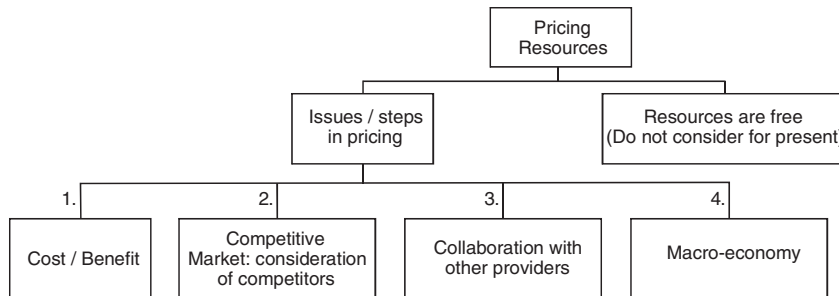 Pricing
Resources
Issues / steps
in pricing
Resources are free
(Do not consider for present)
1.
2.
3.
4.
Cost / Benefit
Competitive
Market: consideration
of competitors
Collaboration with
other providers
Macro-economy